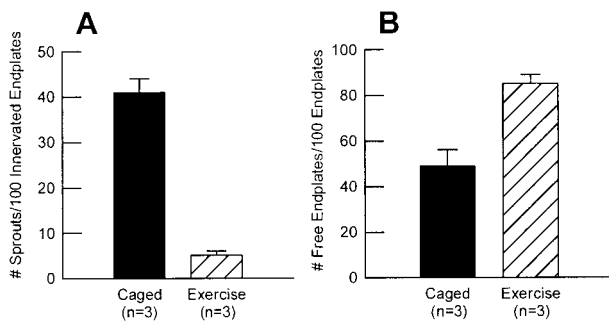 A
# Sprouts/100 Innervated Endplates
50
40
30
20
10
0
Caged
(n=3)
Exercise
(n=3)
B
# Free Endplates/100 Endplates
100
80
60
40
20
0
Caged
(n=3)
Exercise
(n=3)